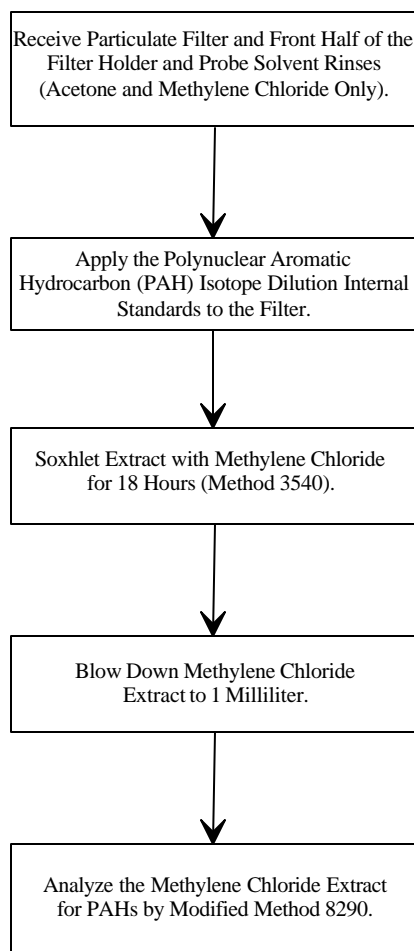 Receive Particulate Filter and Front Half of the
Filter Holder and Probe Solvent Rinses
(Acetone and Methylene Chloride Only).
Apply the Polynuclear Aromatic
Hydrocarbon (PAH) Isotope Dilution Internal
Standards to the Filter.
Soxhlet Extract with Methylene Chloride
for 18 Hours (Method 3540).
Blow Down Methylene Chloride
Extract to 1 Milliliter.
Analyze the Methylene Chloride Extract
for PAHs by Modified Method 8290.